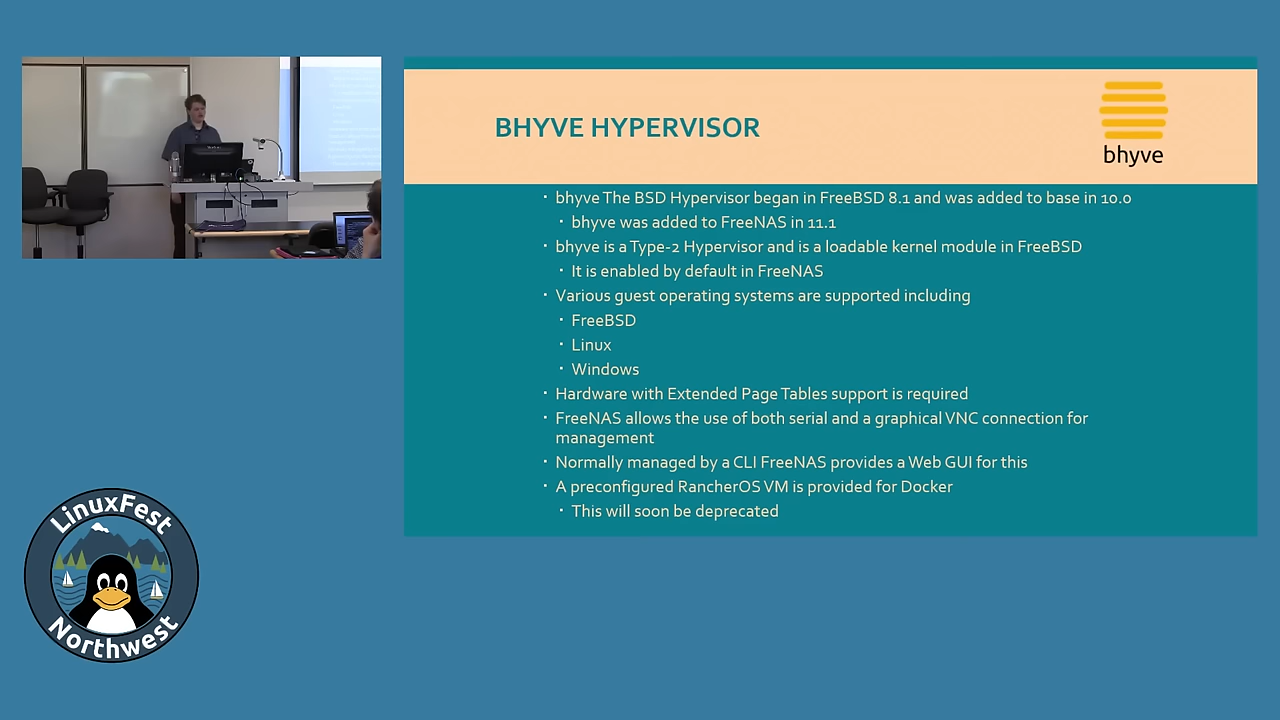 BHYVE HYPERVISOR
bhyve
bhyve The BSD Hypervisor began in FreeBSD 8.1 and was added to base in 10.0
bhyve was added to FreeNAS in 11.1
bhyve is a Type-2 Hypervisor and is a loadable kernel module in FreeBSD
It is enabled by default in FreeNAS
Various guest operating systems are supported including
FreeBSD
Linux
Windows
Hardware with Extended Page Tables support is required
FreeNAS allows the use of both serial and a graphical VNC connection for
management
Normally managed by a CLI FreeNAS provides a Web GUI for this
A preconfigured RancherOS VM is provided for Docker
This will soon be deprecated
LinuxFest
Northwest